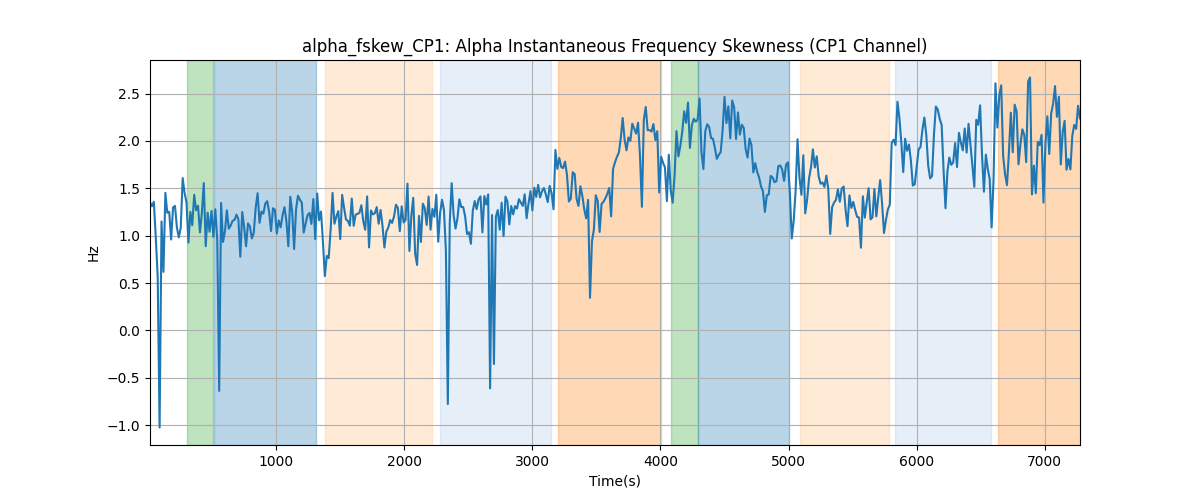 alpha_fskew_CP1: Alpha Instantaneous Frequency Skewness (CP1 Channel)
2.5
2.0
1.5
1.0
0.5
0.0
−0.5
−1.0
Hz
1000 2000 3000 4000 5000 6000 7000
Time(s)